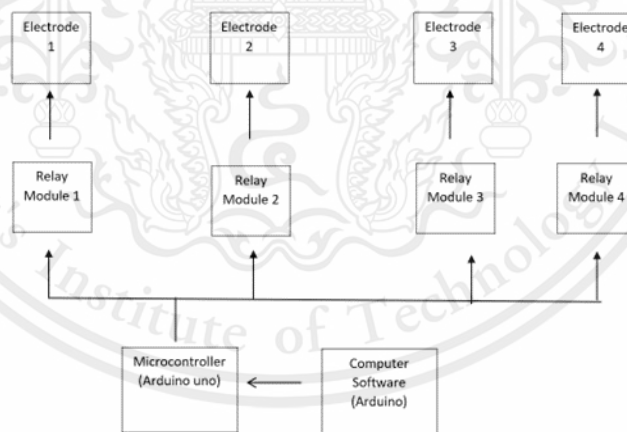 Electrode
1
Electrode
2
Electrode
3
Electrode
4
Relay
Module 1
Relay
Module 2
Relay
Module 3
Relay
Module 4
's Institute of Technology
Microcontroller
(Arduino uno)
Computer
Software
(Arduino)